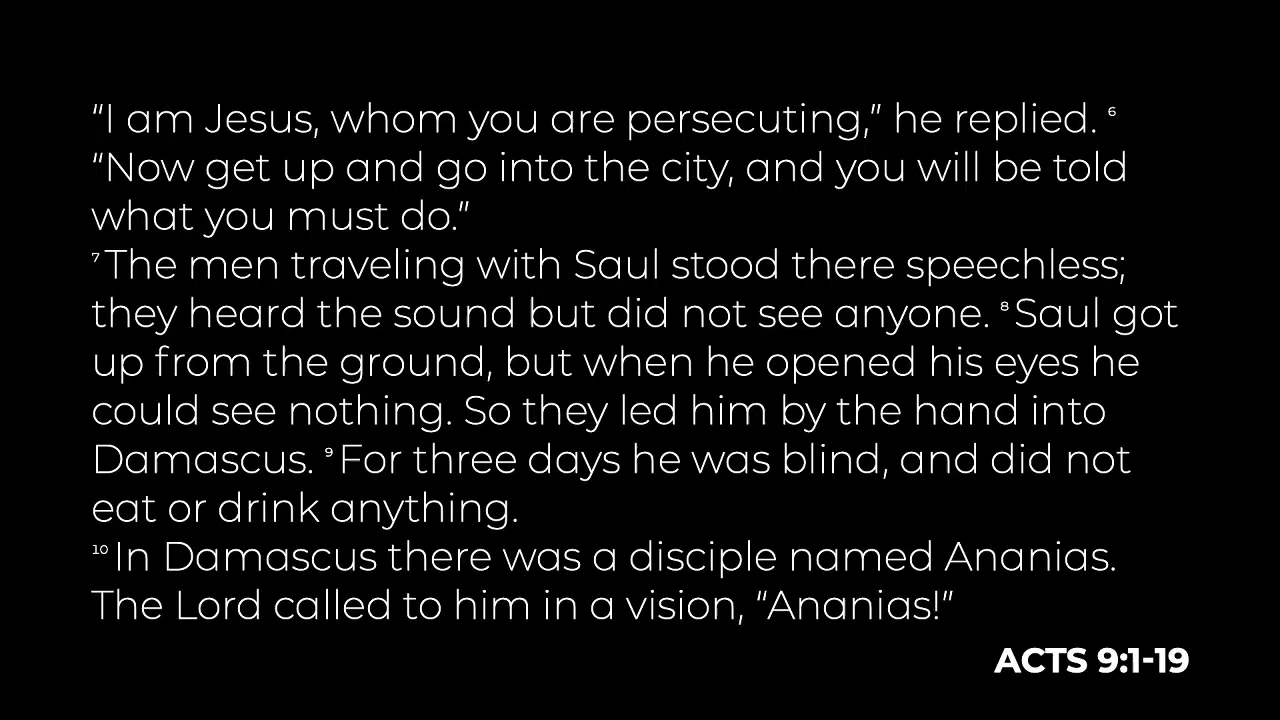 “I am Jesus, whom you are persecuting,” he replied. ⁶
“Now get up and go into the city, and you will be told
what you must do.”
⁷ The men traveling with Saul stood there speechless;
they heard the sound but did not see anyone. ⁸ Saul got
up from the ground, but when he opened his eyes he
could see nothing. So they led him by the hand into
Damascus. ⁹ For three days he was blind, and did not
eat or drink anything.
¹⁰ In Damascus there was a disciple named Ananias.
The Lord called to him in a vision, “Ananias!”
ACTS 9:1-19